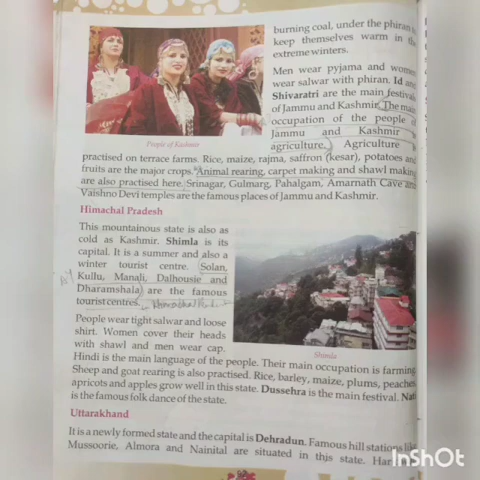 burning coal, under the phiran to
keep themselves warm in the
extreme winters.
Men wear pyjama and women
wear salwar with phiran. Id and
Shivaratri are the main festivals
of Jammu and Kashmir. The main
occupation of the people of
Jammu and Kashmir is
agriculture. Agriculture is
People of Kashmir
practised on terrace farms. Rice, maize, rajma, saffron (kesar), potatoes and
fruits are the major crops. Animal rearing, carpet making and shawl making
are also practised here. Srinagar, Gulmarg, Pahalgam, Amarnath Cave and
Vaishno Devi temples are the famous places of Jammu and Kashmir.
Himachal Pradesh
This mountainous state is also as
cold as Kashmir. Shimla is its
capital. It is a summer and also a
winter tourist centre. Solan,
Kullu, Manali, Dalhousie and
Dharamshala are the famous
tourist centres.
People wear tight salwar and loose
shirt. Women cover their heads
with shawl and men wear cap.
Shimla
Hindi is the main language of the people. Their main occupation is farming.
Sheep and goat rearing is also practised. Rice, barley, maize, plums, peaches,
apricots and apples grow well in this state. Dussehra is the main festival. Nati
is the famous folk dance of the state.
Uttarakhand
It is a newly formed state and the capital is Dehradun. Famous hill stations like
Mussoorie, Almora and Nainital are situated in this state.
InShOt